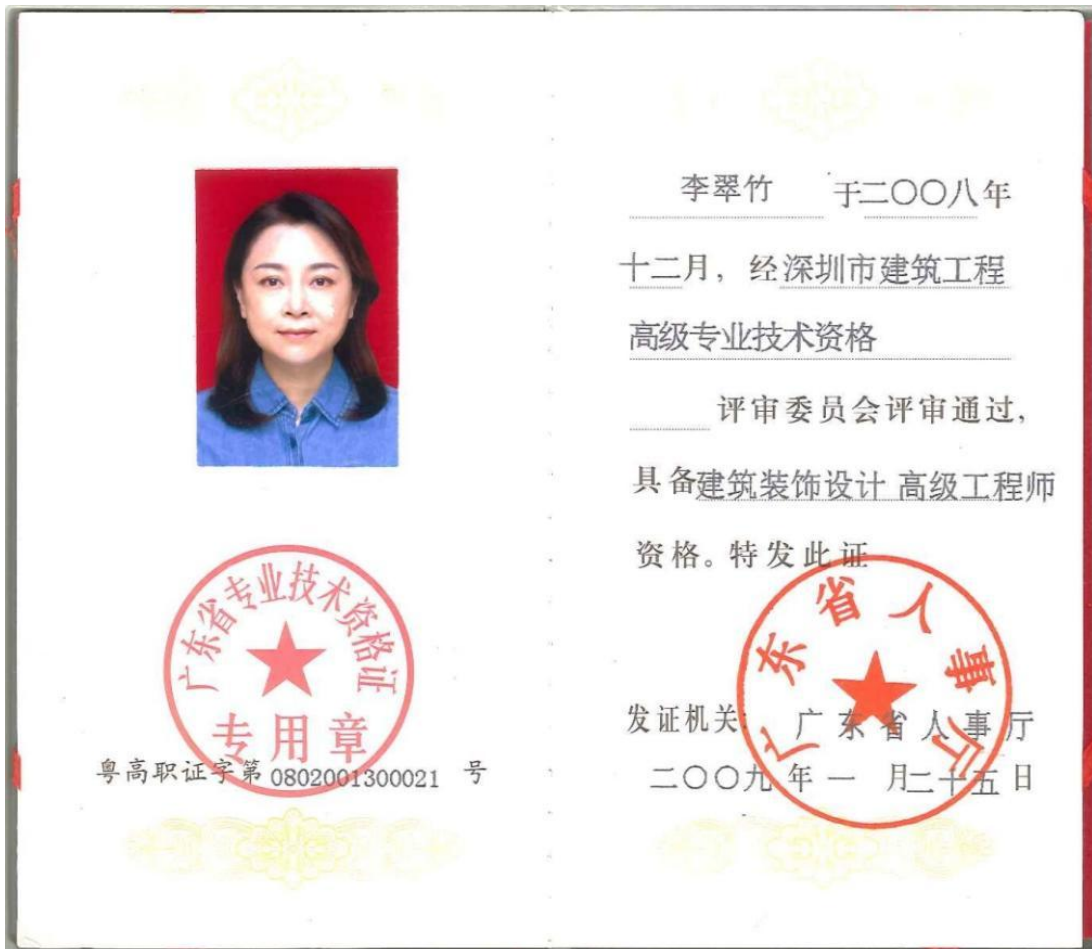 广东省专业技术资格证
专用章
粤高职证字第 0802001300021 号
李翠竹 于二〇〇八年
十二月，经深圳市建筑工程
高级专业技术资格
评审委员会评审通过，
具备建筑装饰设计 高级工程师
资格。特发此证
广东省人事厅
发证机关: 广东省人事厅
二〇〇九年一月二十五日